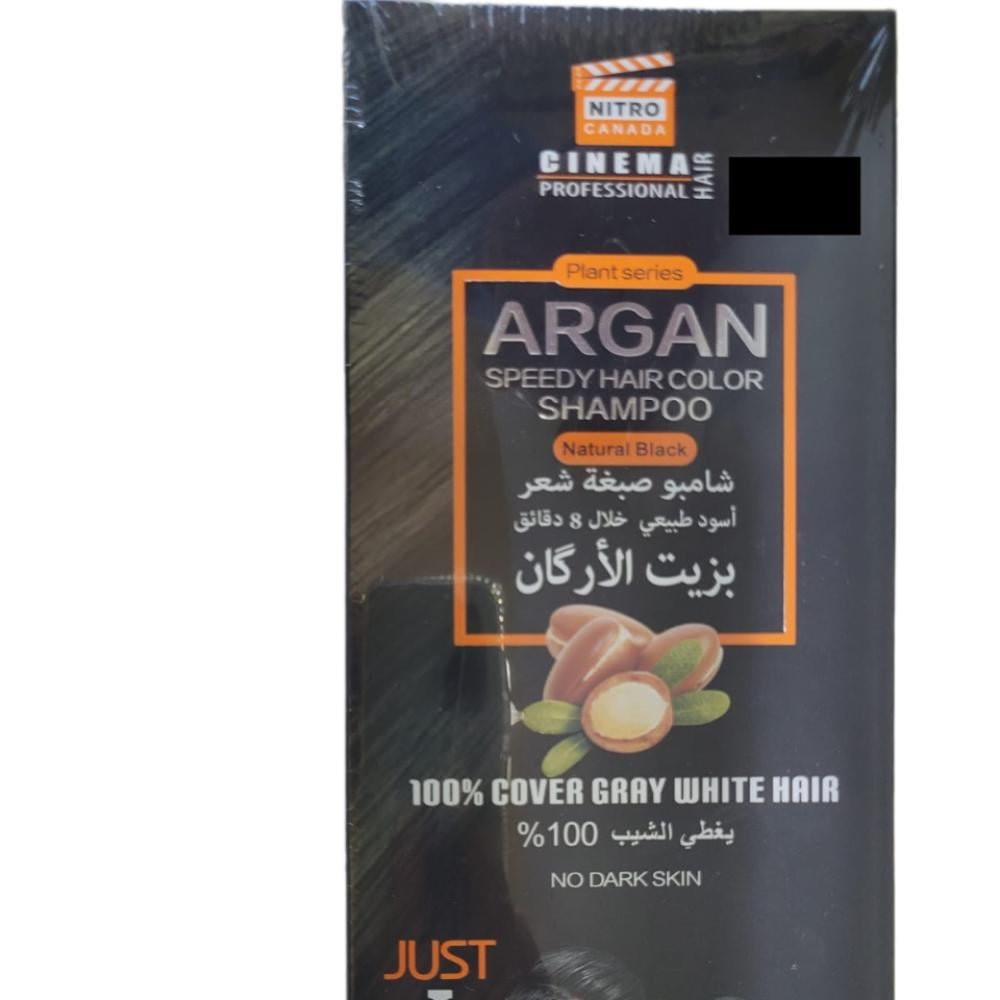 NITRO
CANADA
CINEMA
HAIR
PROFESSIONAL
Plant series
ARGAN
SPEEDY HAIR COLOR
SHAMPOO
Natural Black
شامبو صبغة شعر
أسود طبيعي خلال 8 دقائق
بزيت الأرگان
100% COVER GRAY WHITE HAIR
يغطي الشيب 100%
NO DARK SKIN
JUST